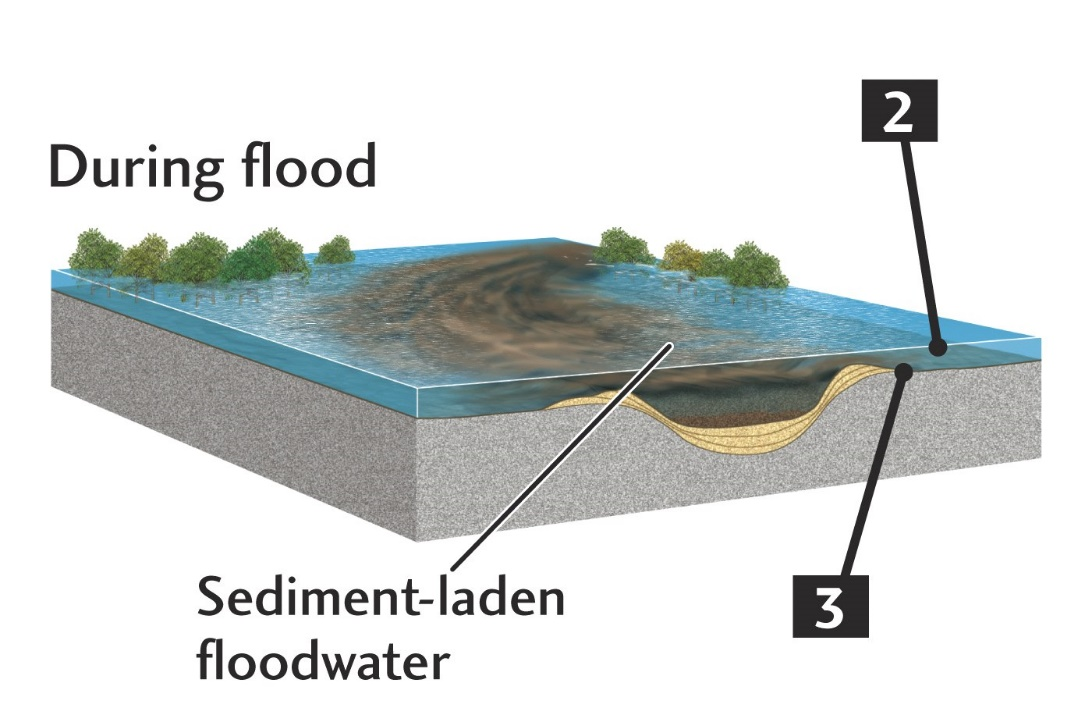 2
During flood
Sediment-laden
floodwater
3